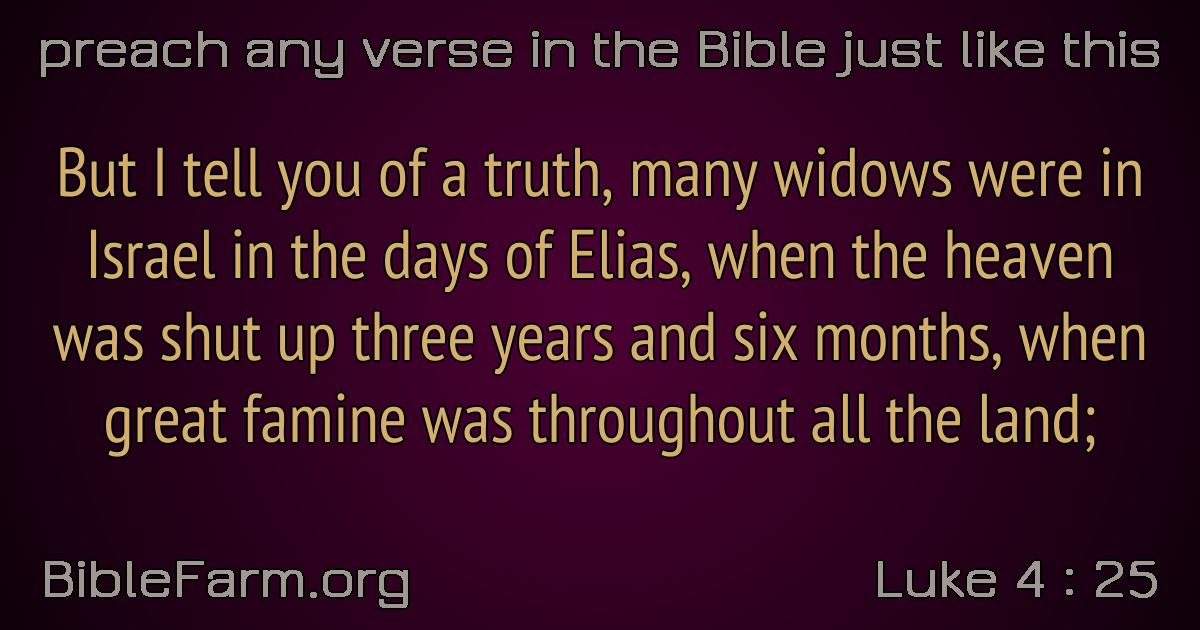 preach any verse in the Bible just like this
But I tell you of a truth, many widows were in
Israel in the days of Elias, when the heaven
was shut up three years and six months, when
great famine was throughout all the land;
BibleFarm.org
Luke 4 : 25